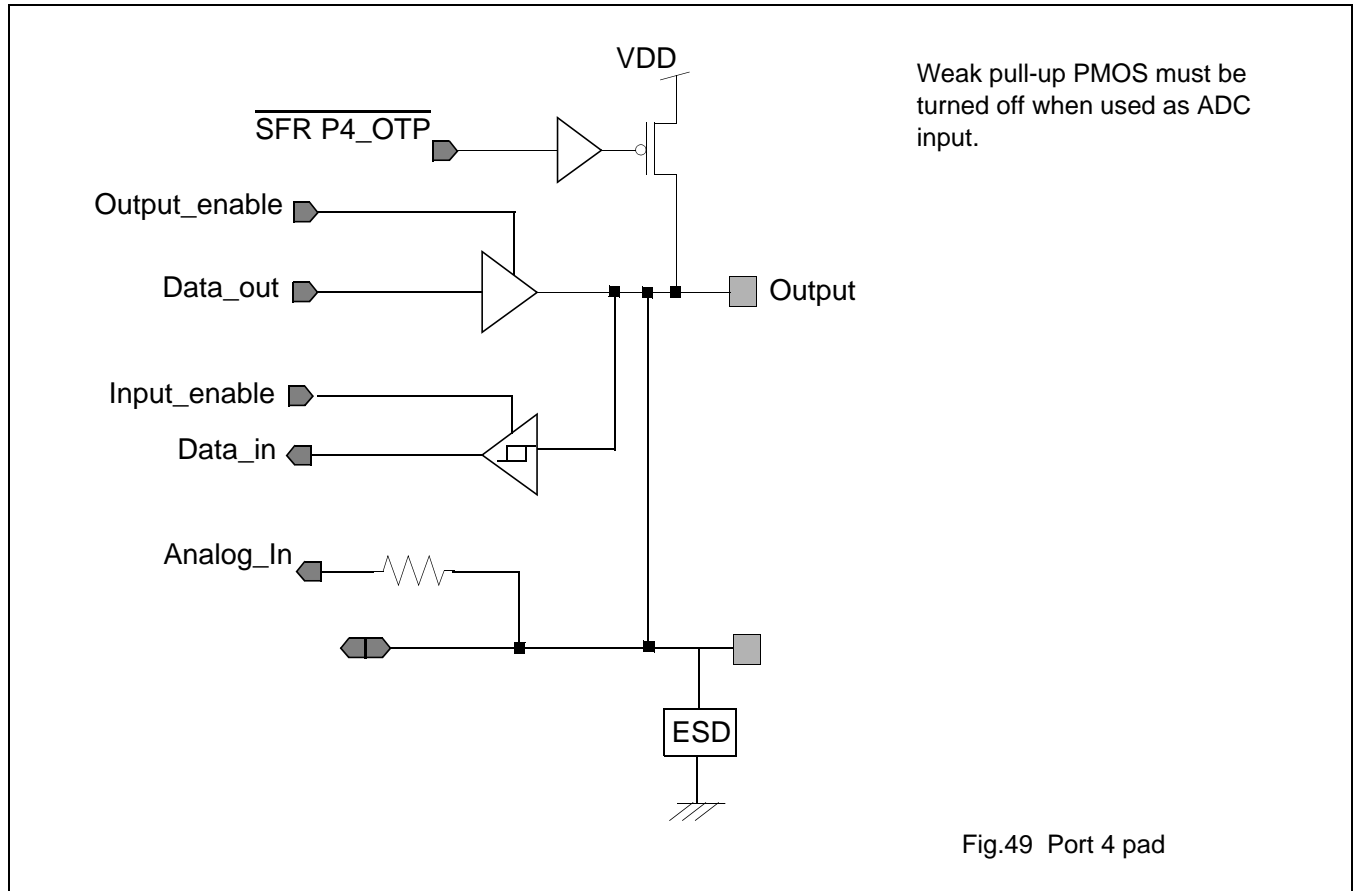 VDD
Weak pull-up PMOS must be
turned off when used as ADC
input.
SFR P4_OTP
Output_enable
Data_out
Output
Input_enable
Data_in
Analog_In
ESD
Fig.49 Port 4 pad